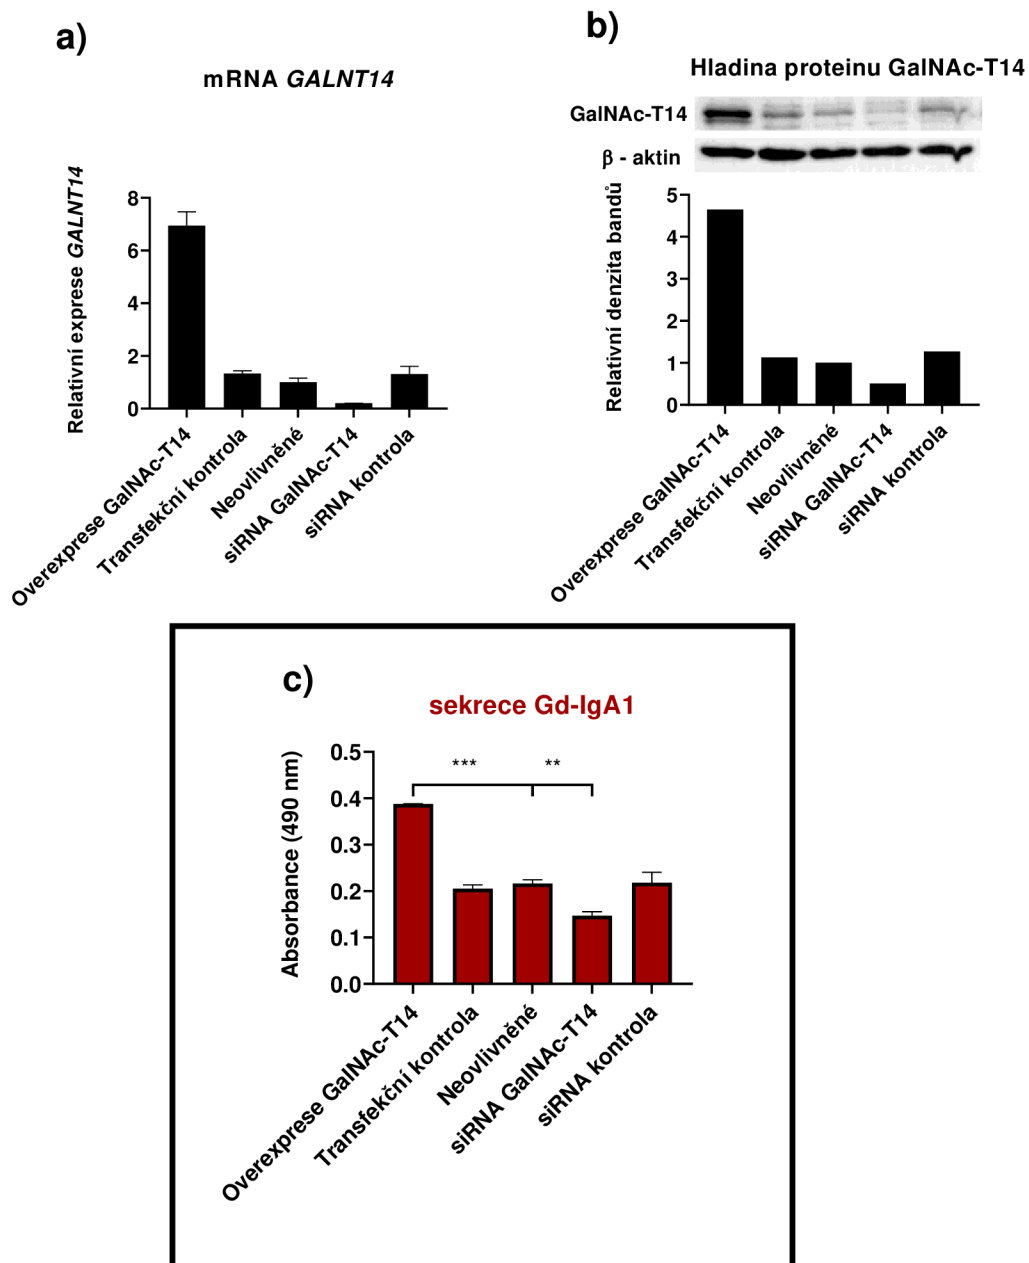 a)
mRNA GALNT14
Relativní exprese GALNT14
8
6
4
2
0
Overexprese GalNAc-T14
Transfekční kontrola
Neovlivněné
siRNA GalNAc-T14
siRNA kontrola
b)
Hladina proteinu GalNAc-T14
GalNAc-T14
β - aktin
Relativní denzita bandů
5
4
3
2
1
0
Overexprese GalNAc-T14
Transfekční kontrola
Neovlivněné
siRNA GalNAc-T14
siRNA kontrola
c)
sekrece Gd-IgA1
Absorbance (490 nm)
0.5
0.4
0.3
0.2
0.1
0.0
*** **
Overexprese GalNAc-T14
Transfekční kontrola
Neovlivněné
siRNA GalNAc-T14
siRNA kontrola